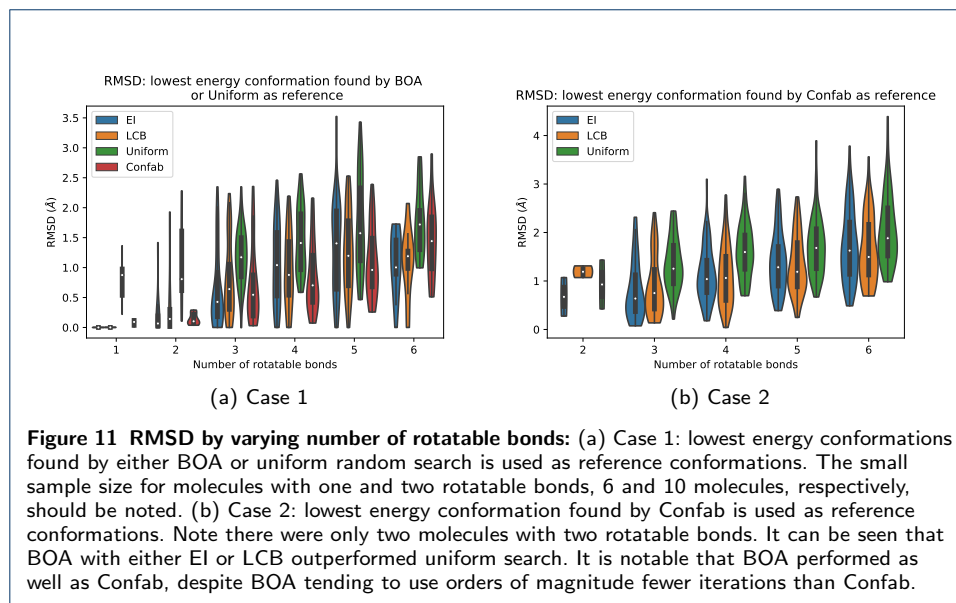 RMSD: lowest energy conformation found by BOA
or Uniform as reference
3.5
3.0
2.5
2.0
1.5
1.0
0.5
0.0
RMSD (Å)
EI
LCB
Uniform
Confab
1 2 3 4 5 6
Number of rotatable bonds
(a) Case 1
RMSD: lowest energy conformation found by Confab as reference
4
3
2
1
0
RMSD (Å)
EI
LCB
Uniform
2 3 4 5 6
Number of rotatable bonds
(b) Case 2
Figure 11 RMSD by varying number of rotatable bonds: (a) Case 1: lowest energy conformations
found by either BOA or uniform random search is used as reference conformations. The small
sample size for molecules with one and two rotatable bonds, 6 and 10 molecules, respectively,
should be noted. (b) Case 2: lowest energy conformation found by Confab is used as reference
conformations. Note there were only two molecules with two rotatable bonds. It can be seen that
BOA with either EI or LCB outperformed uniform search. It is notable that BOA performed as
well as Confab, despite BOA tending to use orders of magnitude fewer iterations than Confab.